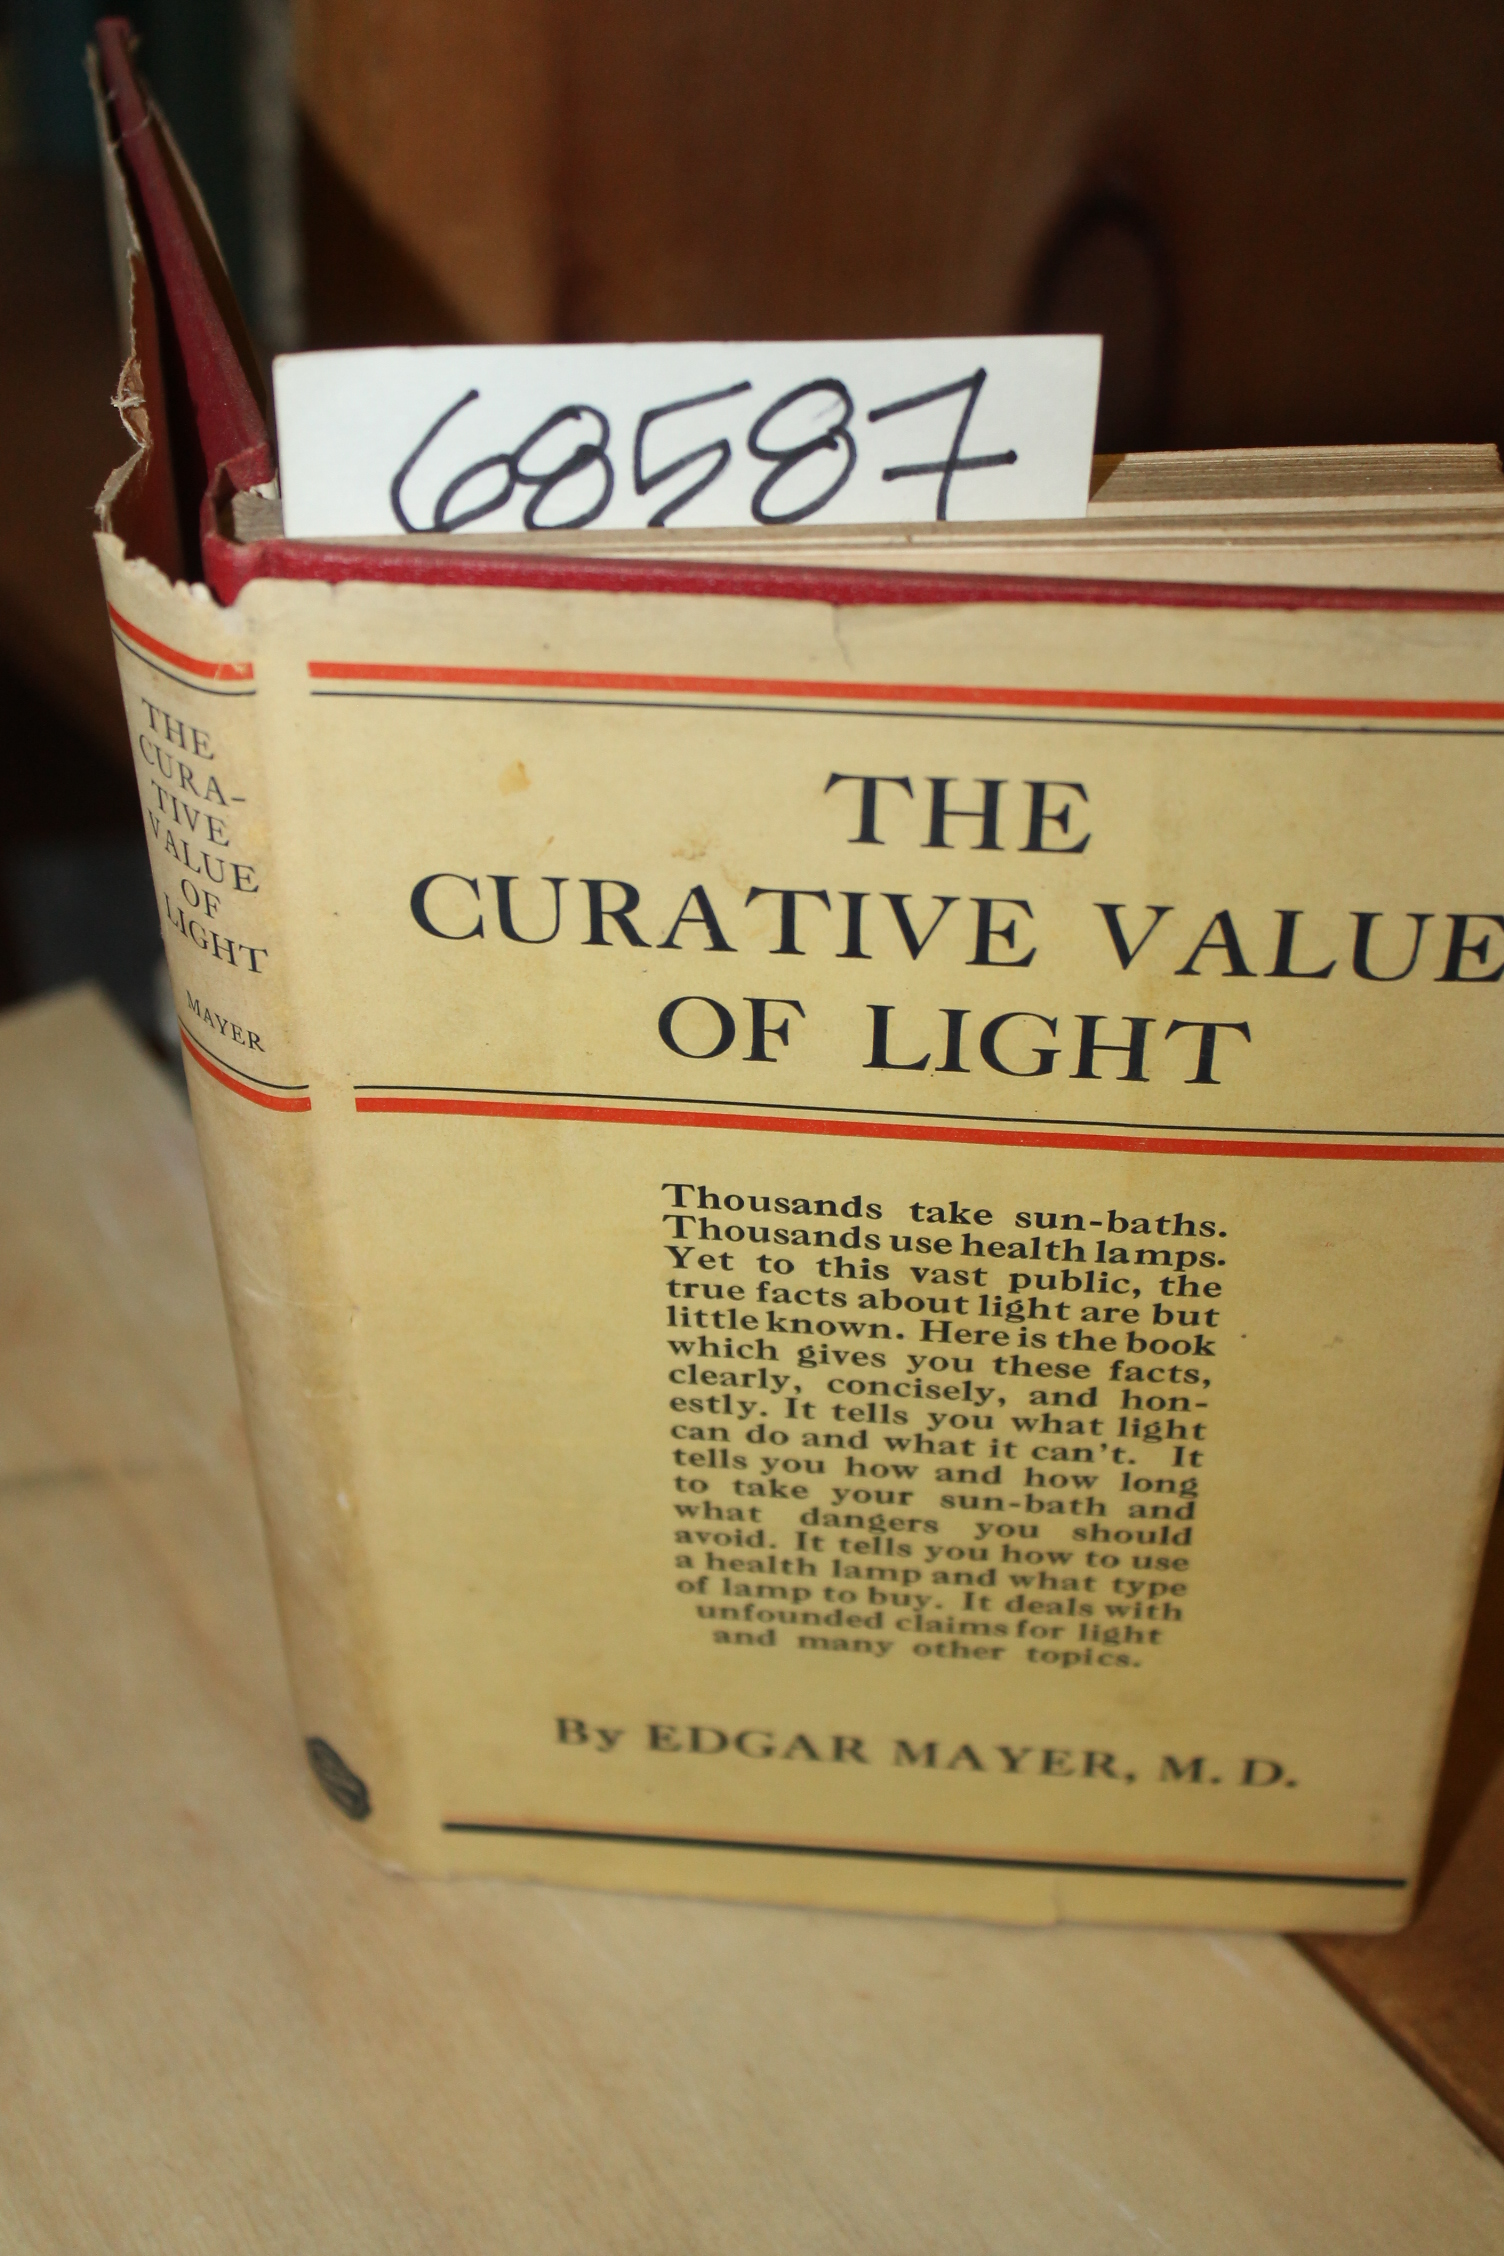 68587
THE
CURA-
TIVE
VALUE
OF
LIGHT
MAYER
THE
CURATIVE VALUE
OF LIGHT
Thousands take sun-baths.
Thousands use health lamps.
Yet to this vast public, the
true facts about light are but
little known. Here is the book
which gives you these facts,
clearly, concisely, and hon-
estly. It tells you what light
can do and what it can't. It
tells you how and how long
to take your sun-bath and
what dangers you should
avoid. It tells you how to use
a health lamp and what type
of lamp to buy. It deals with
unfounded claims for light
and many other topics.
By EDGAR MAYER, M. D.